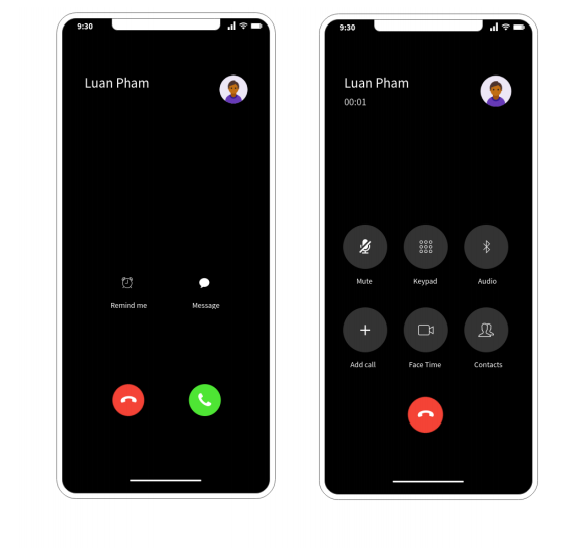 9:30
Luan Pham
Remind me
Message
9:30
Luan Pham
00:01
Mute
Keypad
Audio
Add call
Face Time
Contacts